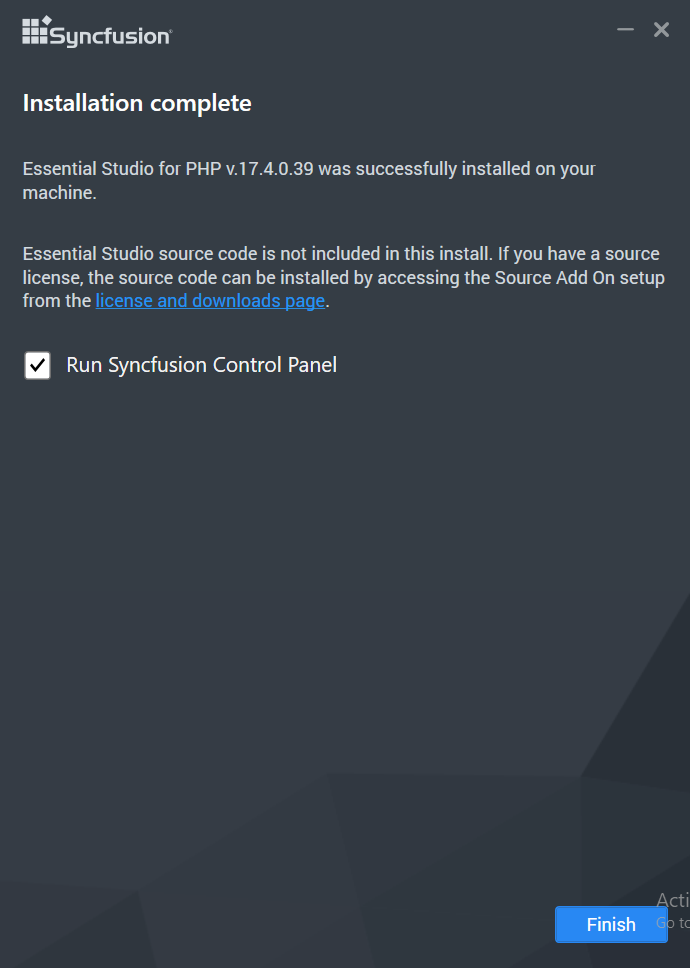 Syncfusion
Installation complete
Essential Studio for PHP v.17.4.0.39 was successfully installed on your
machine.
Essential Studio source code is not included in this install. If you have a source
license, the source code can be installed by accessing the Source Add On setup
from the license and downloads page.
Run Syncfusion Control Panel
Acti
Finish
Go to